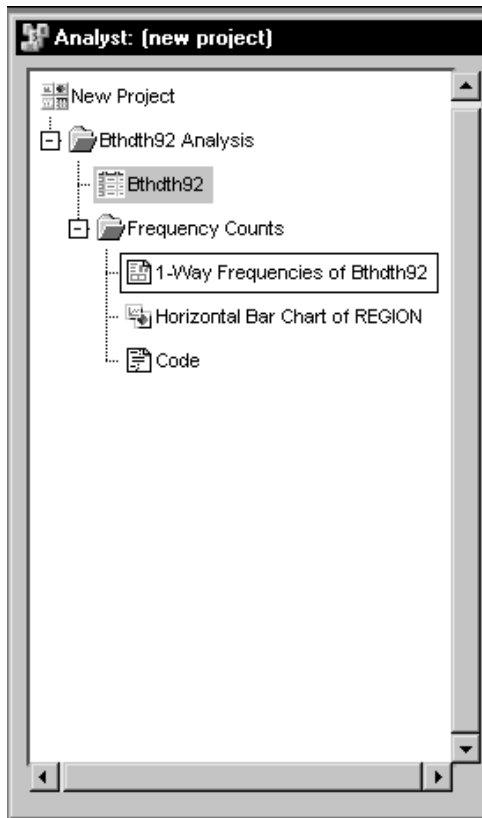 Analyst: (new project)
New Project
Bthdth92 Analysis
Bthdth92
Frequency Counts
1-Way Frequencies of Bthdth92
Horizontal Bar Chart of REGION
Code